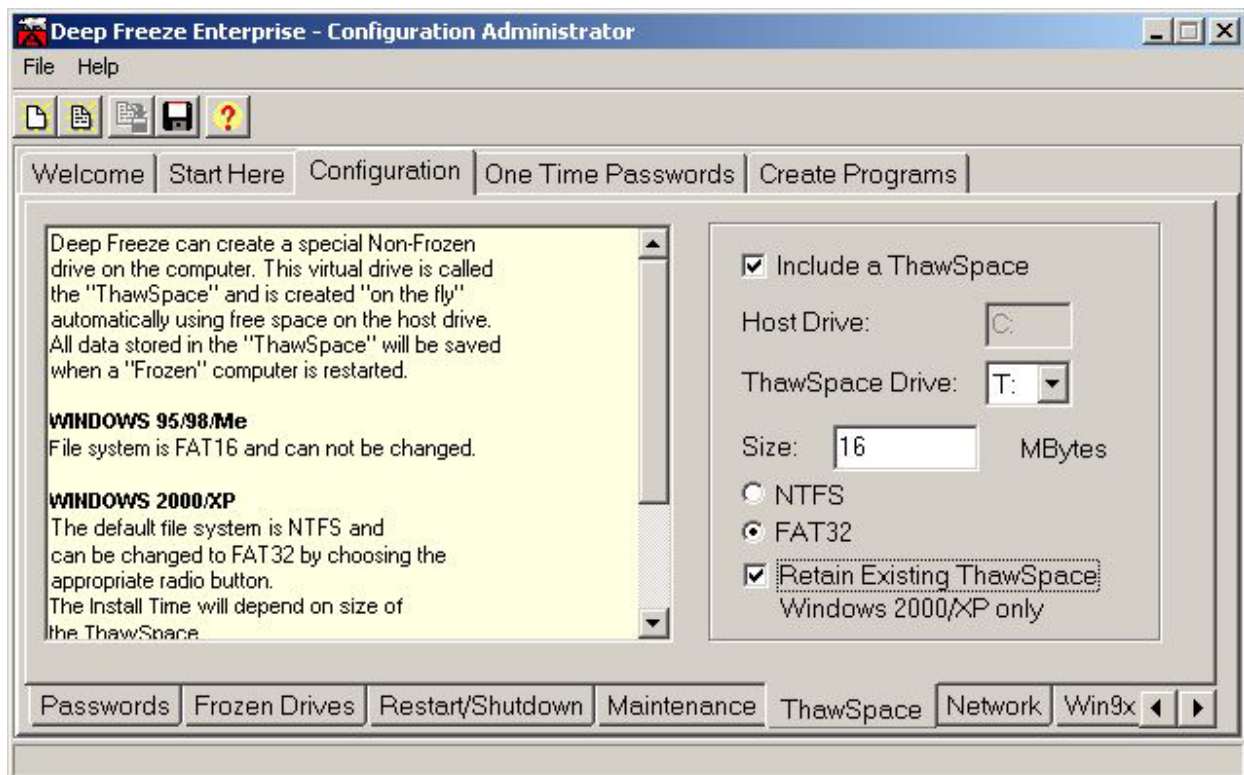 Deep Freeze Enterprise - Configuration Administrator
File Help
Welcome Start Here Configuration One Time Passwords Create Programs
Deep Freeze can create a special Non-Frozen
drive on the computer. This virtual drive is called
the "ThawSpace" and is created "on the fly"
automatically using free space on the host drive.
All data stored in the "ThawSpace" will be saved
when a "Frozen" computer is restarted.
WINDOWS 95/98/Me
File system is FAT16 and can not be changed.
WINDOWS 2000/XP
The default file system is NTFS and
can be changed to FAT32 by choosing the
appropriate radio button.
The Install Time will depend on size of
the ThawSpace
Include a ThawSpace
Host Drive: C:
ThawSpace Drive: T:
Size: 16 MBytes
NTFS
FAT32
Retain Existing ThawSpace
Windows 2000/XP only
Passwords Frozen Drives Restart/Shutdown Maintenance ThawSpace Network Win9x